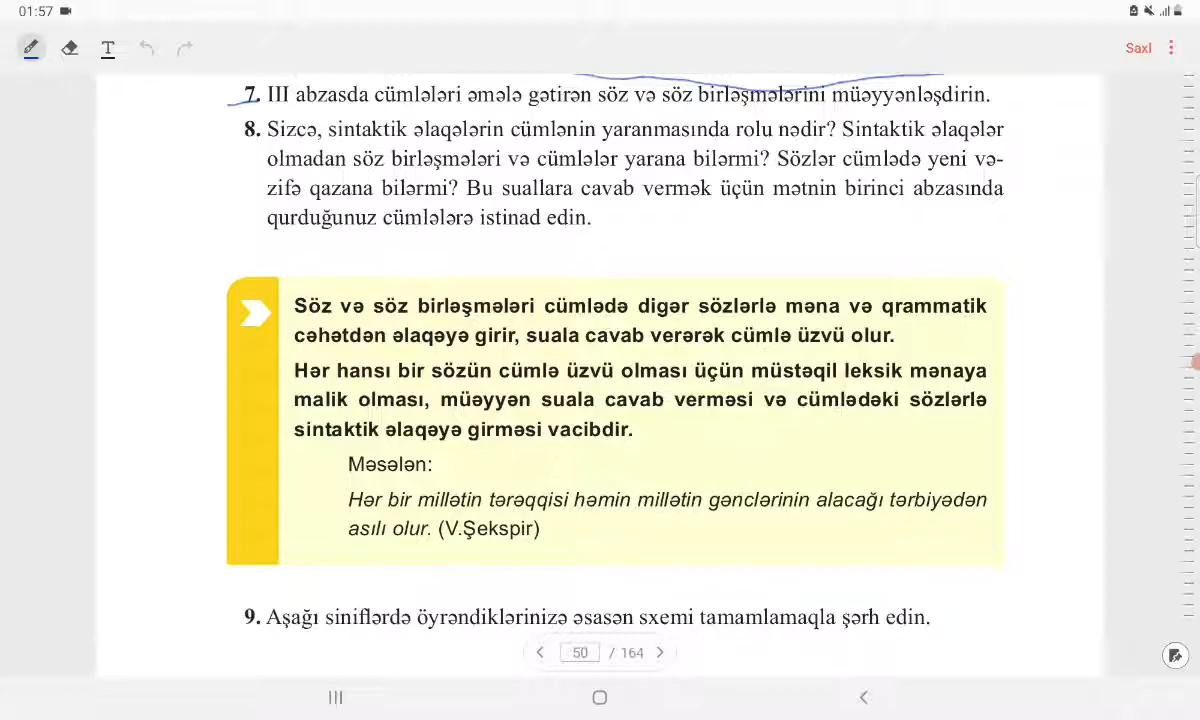 01:57
T
Saxl
7. III abzasda cümlələri əmələ gətirən söz və söz birləşmələrini müəyyənləşdirin.
8. Sizcə, sintaktik əlaqələrin cümlənin yaranmasında rolu nədir? Sintaktik əlaqələr
olmadan söz birləşmələri və cümlələr yarana bilərmi? Sözlər cümlədə yeni və-
zifə qazana bilərmi? Bu suallara cavab vermək üçün mətnin birinci abzasında
qurduğunuz cümlələrə istinad edin.
Söz və söz birləşmələri cümlədə digər sözlərlə məna və qrammatik
cəhətdən əlaqəyə girir, suala cavab verərək cümlə üzvü olur.
Hər hansı bir sözün cümlə üzvü olması üçün müstəqil leksik mənaya
malik olması, müəyyən suala cavab verməsi və cümlədəki sözlərlə
sintaktik əlaqəyə girməsi vacibdir.
Məsələn:
Hər bir millətin tərəqqisi həmin millətin gənclərinin alacağı tərbiyədən
asılı olur. (V.Şekspir)
9. Aşağı siniflərdə öyrəndiklərinizə əsasən sxemi tamamlamaqla şərh edin.
50 / 164